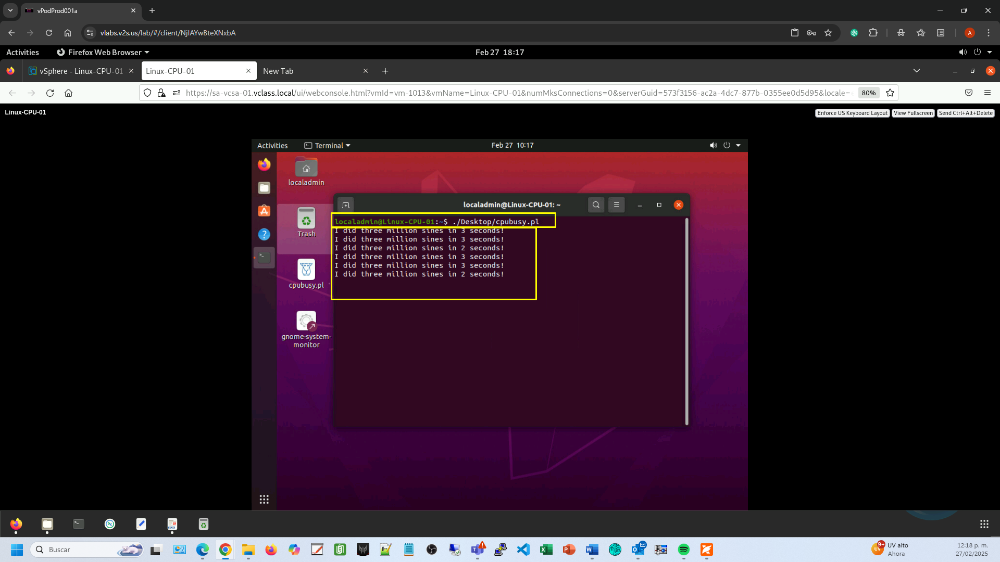 vPodProd001a
vlabs.v2s.us/lab/#/client/NjIAYwBteXNxbA
A
Activities
Firefox Web Browser
Feb 27 18:17
vSphere - Linux-CPU-01
Linux-CPU-01
New Tab
https://sa-vcsa-01.vclass.local/ui/webconsole.html?vmId=vm-1013&vmName=Linux-CPU-01&numMksConnections=0&serverGuid=573f3156-ac2a-4dc7-877b-0355ee0d5d95&locale=
80%
Linux-CPU-01
Enforce US Keyboard Layout
View Fullscreen
Send Ctrl+Alt+Delete
Activities
Terminal
Feb 27 10:17
localadmin
Trash
cpubusy.pl
gnome-system-
monitor
localadmin@Linux-CPU-01: ~
localadmin@Linux-CPU-01:~$ ./Desktop/cpubusy.pl
I did three million sines in 3 seconds!
I did three million sines in 3 seconds!
I did three million sines in 2 seconds!
I did three million sines in 3 seconds!
I did three million sines in 3 seconds!
I did three million sines in 2 seconds!
Buscar
9+
UV
UV alto
Ahora
12:18 p. m.
27/02/2025